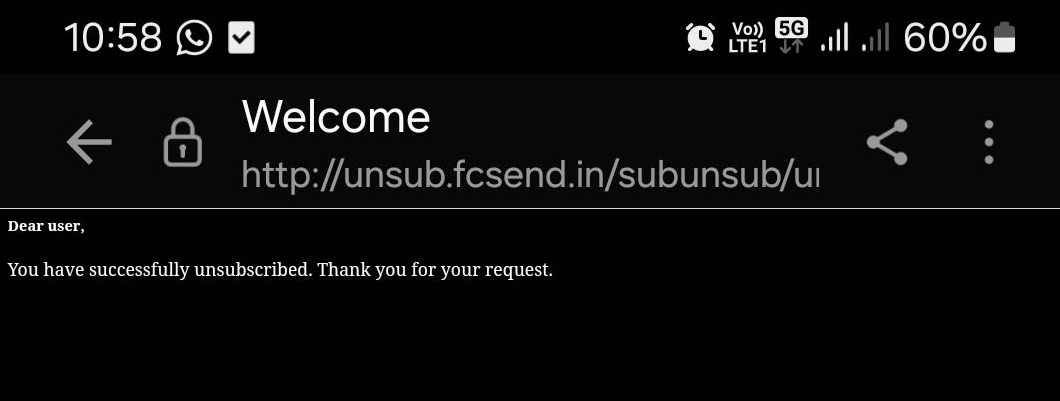 10:58 Vo)) LTE1 5G 60%
Welcome
http://unsub.fcsend.in/subunsub/u
Dear user,
You have successfully unsubscribed. Thank you for your request.